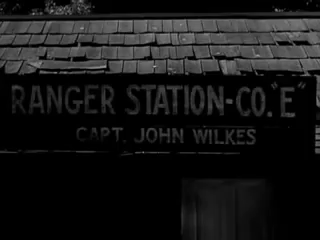 RANGER STATION-CO. "E"
CAPT. JOHN WILKES